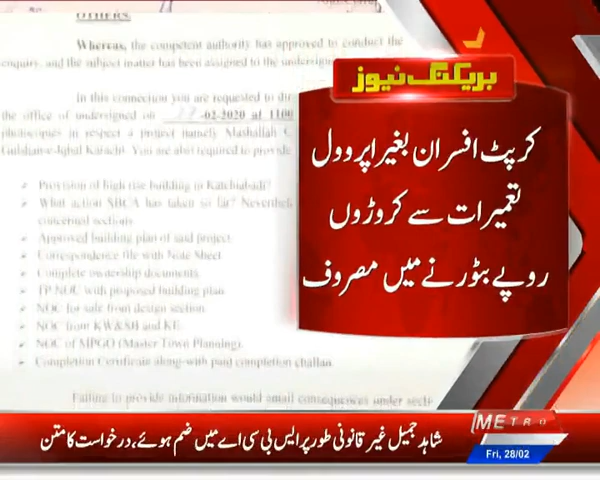 OTHERS.
Whereas, the competent authority has approved to conduct the
enquiry, and the subject matter has been assigned to the undersigned
In this connection you are requested to
the office of undersigned on -02-2020 at 1100
photocopies in respect a project namely Mashallah
Gulshan-e-Iqbal Karachi. You are also required to provide
Provision of high rise building in Katchiabadi?
What action SBCA has taken so far?
concerned sections
Approved building plan of said project
Correspondence file with Note Sheet
Complete ownership documents
TP NOC with proposed building plan
NOC for sale from design section
NOC from KW&SB and KE
NOC of MPGO (Master Town Planning).
Completion Certificate along-with paid completion challan.
Failing to provide information would entail consequences under
بریکنگ نیوز
کرپٹ افسران بغیر اپروول
تعمیرات سے کروڑوں
روپے بٹورنے میں مصروف
شاہد جمیل غیر قانونی طور پر ایس بی سی اے میں ضم ہوئے، درخواست کا متن
METRO
Fri, 28/02